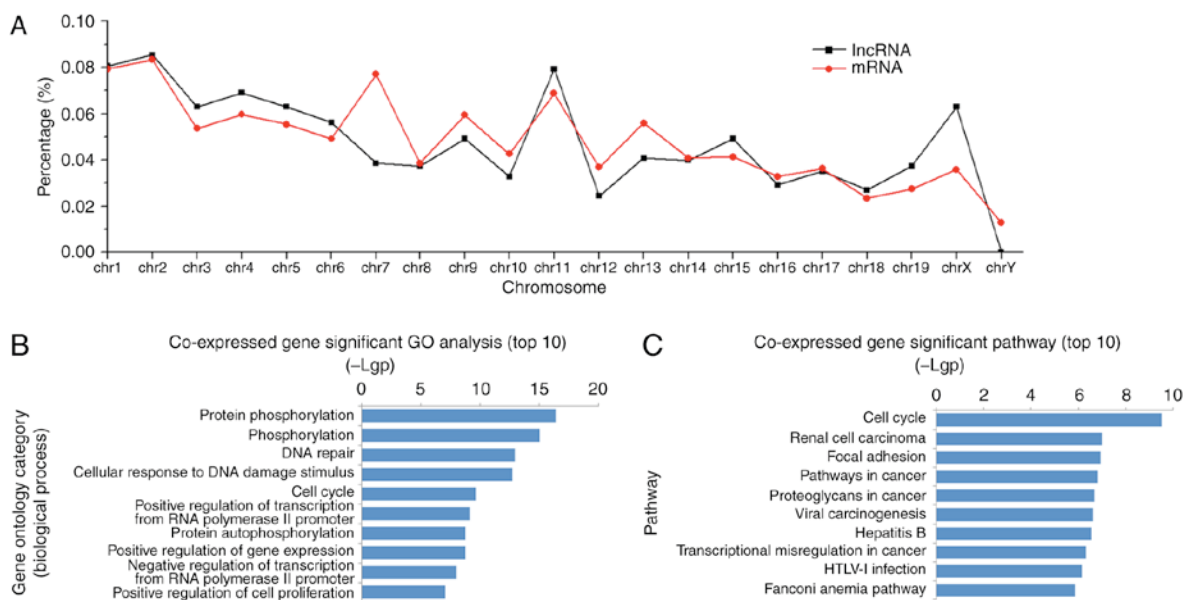 A
0.10
0.08
0.06
0.04
0.02
0.00
Percentage (%)
lncRNA
mRNA
chr1 chr2 chr3 chr4 chr5 chr6 chr7 chr8 chr9 chr10 chr11 chr12 chr13 chr14 chr15 chr16 chr17 chr18 chr19 chrX chrY
Chromosome
B
Co-expressed gene significant GO analysis (top 10)
(–Lgp)
0 5 10 15 20
Gene ontology category
(biological process)
Protein phosphorylation
Phosphorylation
DNA repair
Cellular response to DNA damage stimulus
Cell cycle
Positive regulation of transcription
from RNA polymerase II promoter
Protein autophosphorylation
Positive regulation of gene expression
Negative regulation of transcription
from RNA polymerase II promoter
Positive regulation of cell proliferation
C
Co-expressed gene significant pathway (top 10)
(–Lgp)
0 2 4 6 8 10
Pathway
Cell cycle
Renal cell carcinoma
Focal adhesion
Pathways in cancer
Proteoglycans in cancer
Viral carcinogenesis
Hepatitis B
Transcriptional misregulation in cancer
HTLV-I infection
Fanconi anemia pathway